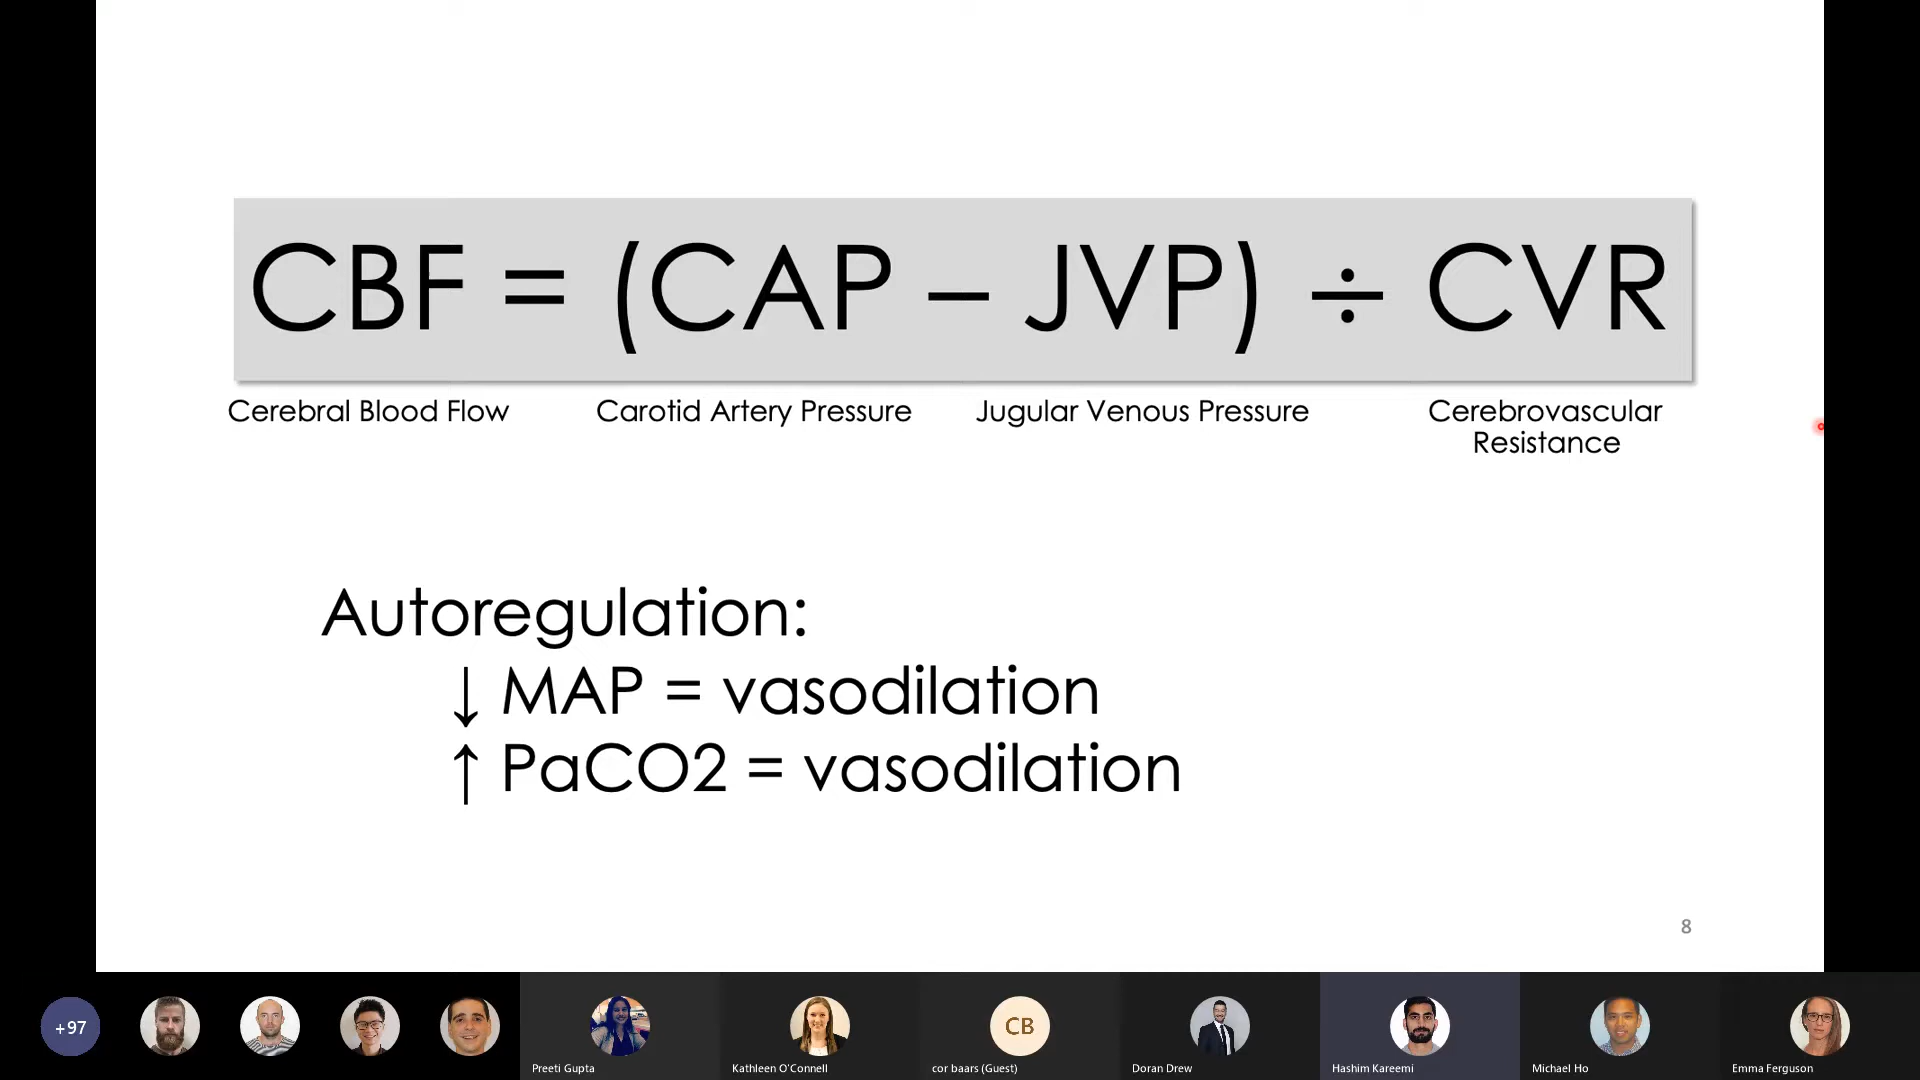 CBF = (CAP – JVP) ÷ CVR
Cerebral Blood Flow
Carotid Artery Pressure
Jugular Venous Pressure
Cerebrovascular
Resistance
Autoregulation:
↓ MAP = vasodilation
↑ PaCO2 = vasodilation
8
+97
CB
Preeti Gupta
Kathleen O'Connell
cor baars (Guest)
Doran Drew
Hashim Kareemi
Michael Ho
Emma Ferguson